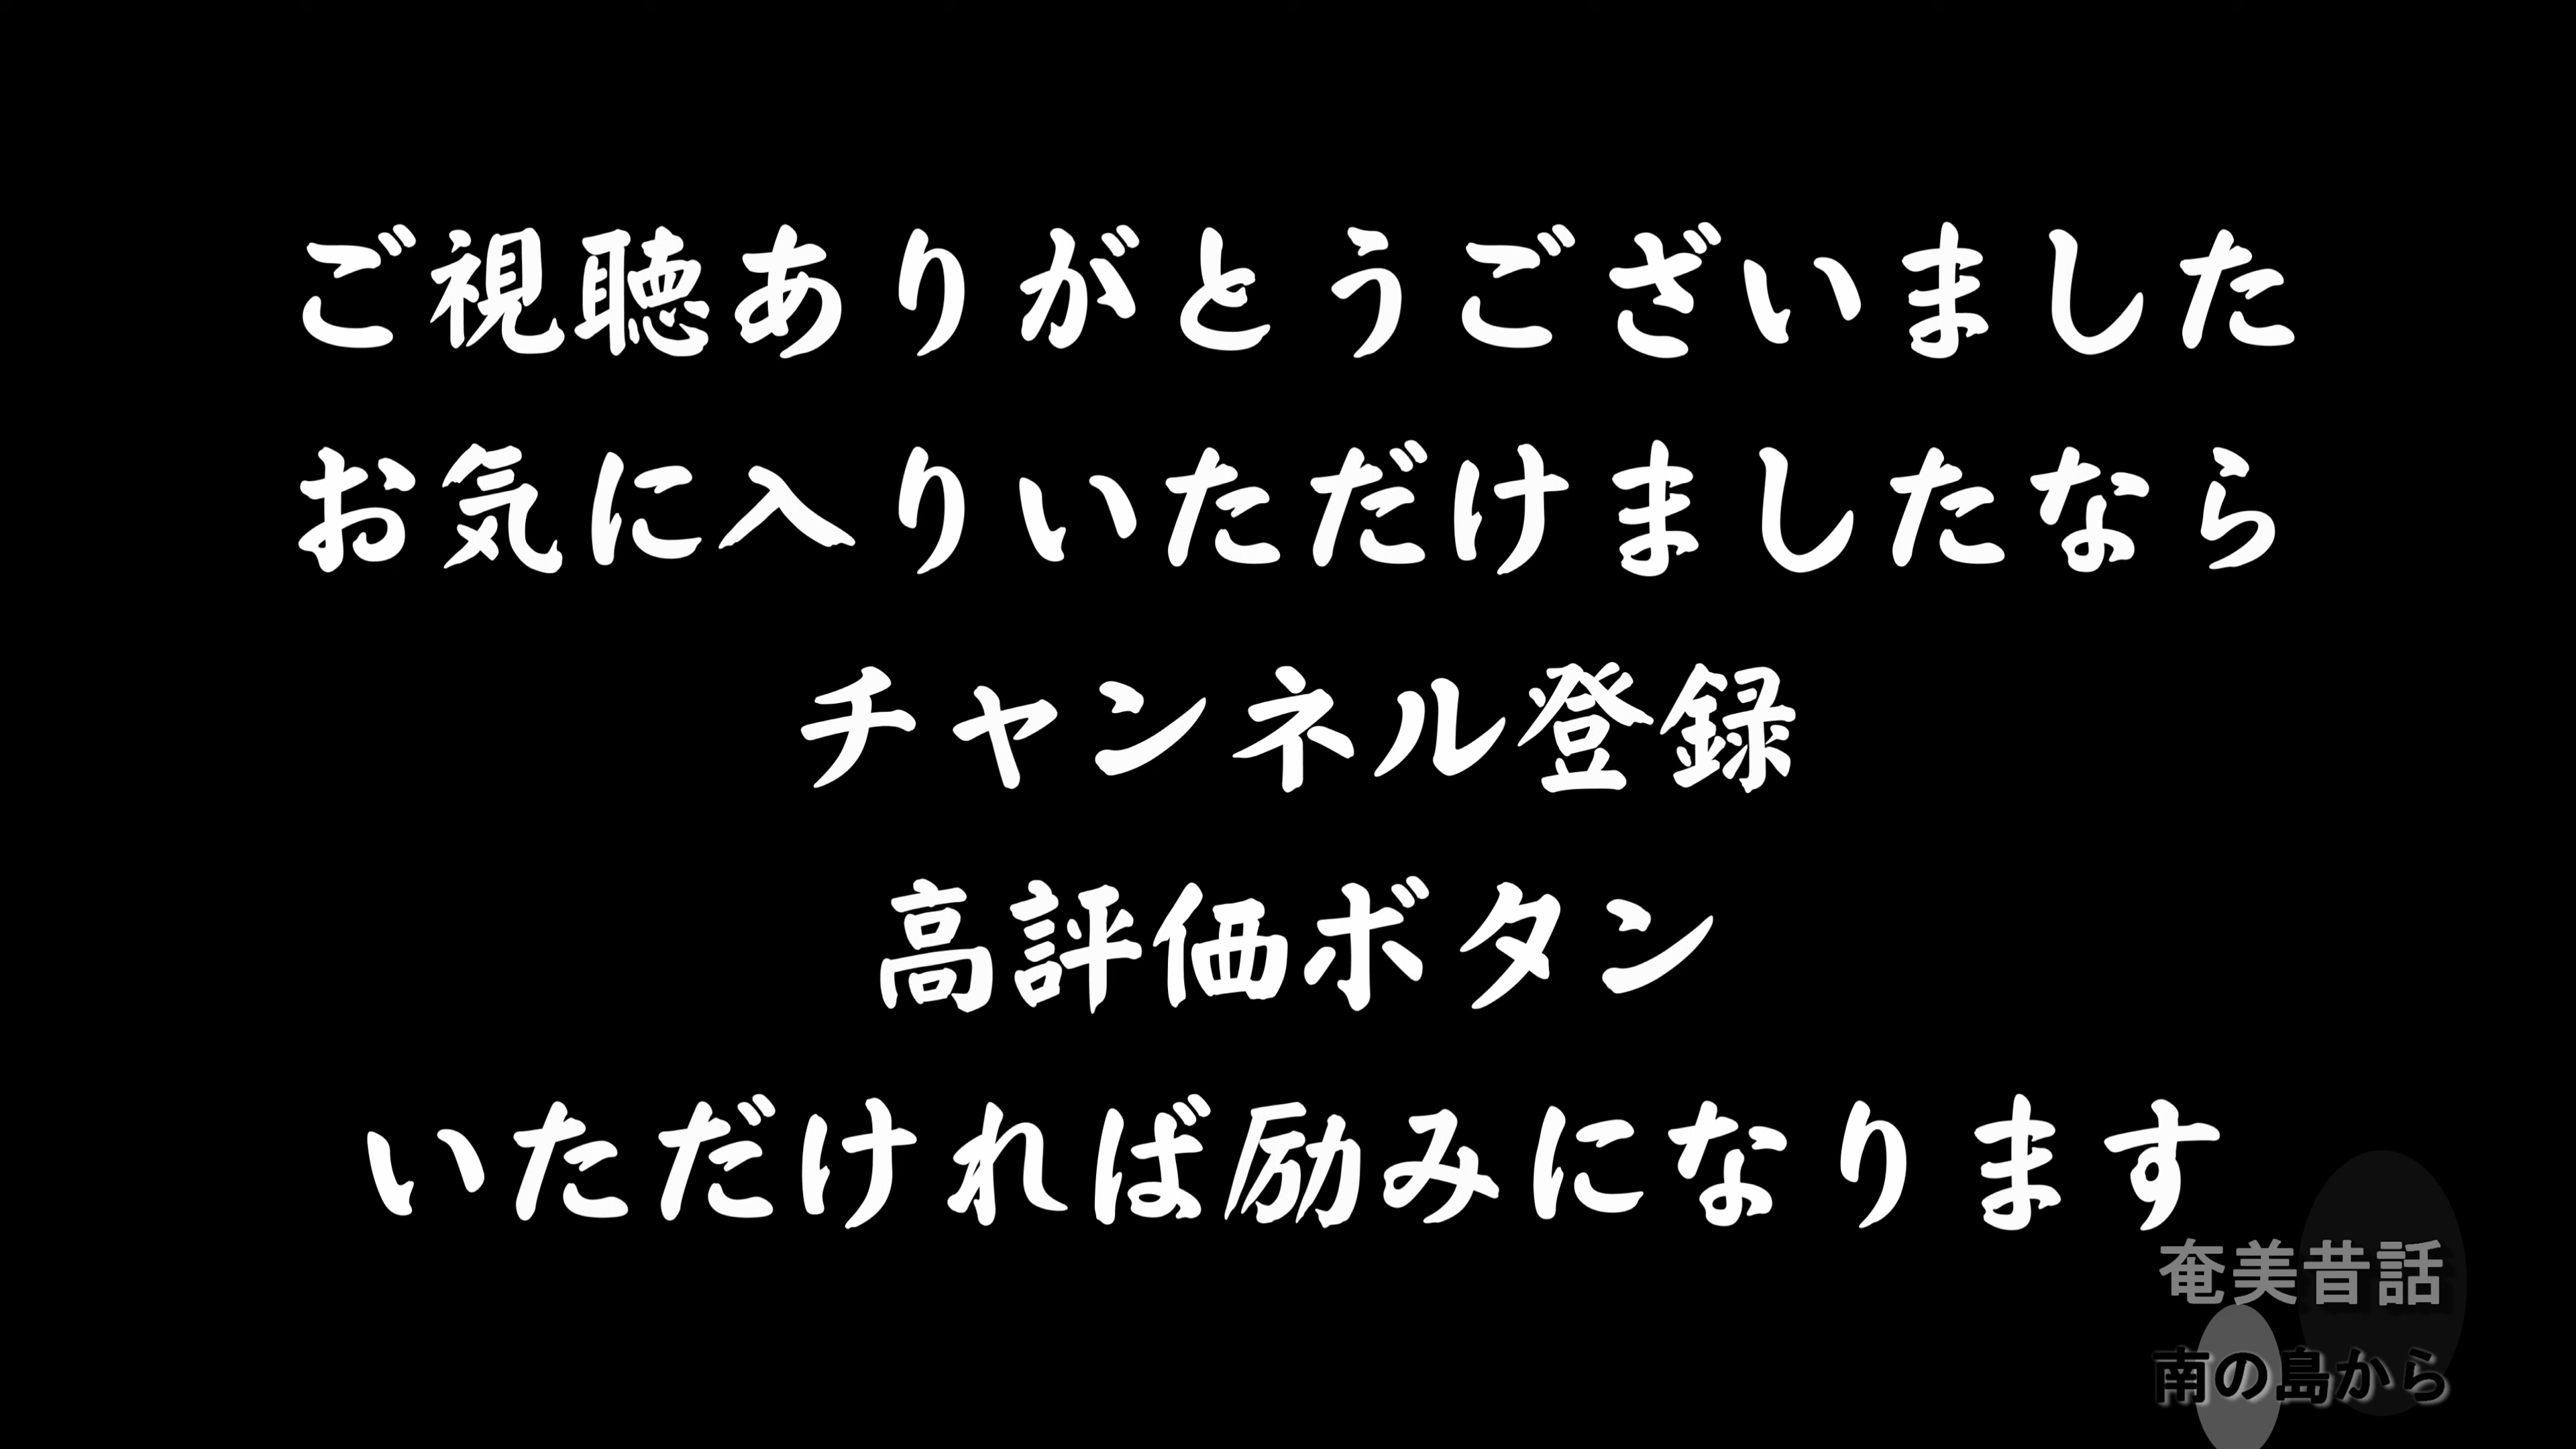 ご視聴ありがとうございました
お気に入りいただけましたなら
チャンネル登録
高評価ボタン
いただければ励みになります
奄美昔話
南の島から